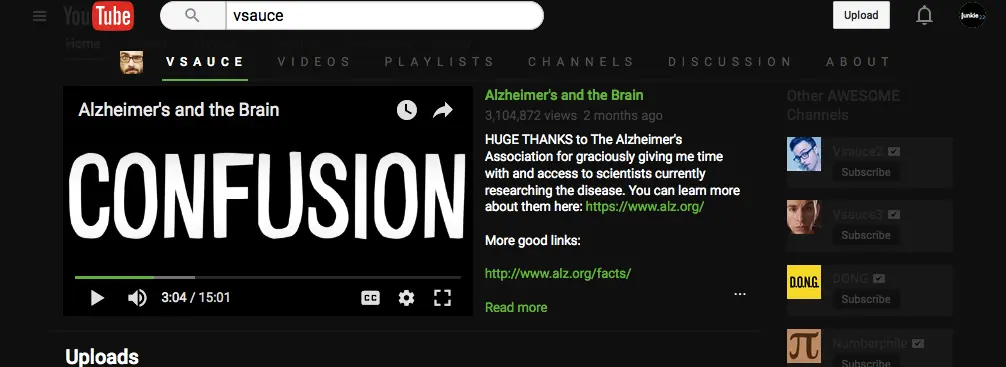 YouTube
vsauce
Upload
junkie
Home
VSAUCE VIDEOS PLAYLISTS CHANNELS DISCUSSION ABOUT
Alzheimer's and the Brain
CONFUSION
3:04 / 15:01
CC
Alzheimer's and the Brain
3,104,872 views 2 months ago
HUGE THANKS to The Alzheimer's
Association for graciously giving me time
with and access to scientists currently
researching the disease. You can learn more
about them here: https://www.alz.org/
More good links:
http://www.alz.org/facts/
Read more
Other AWESOME
Channels
Vsauce2
Subscribe
Vsauce3
Subscribe
D.O.N.G.
DONG
Subscribe
π
Numberphile
Subscribe
Uploads